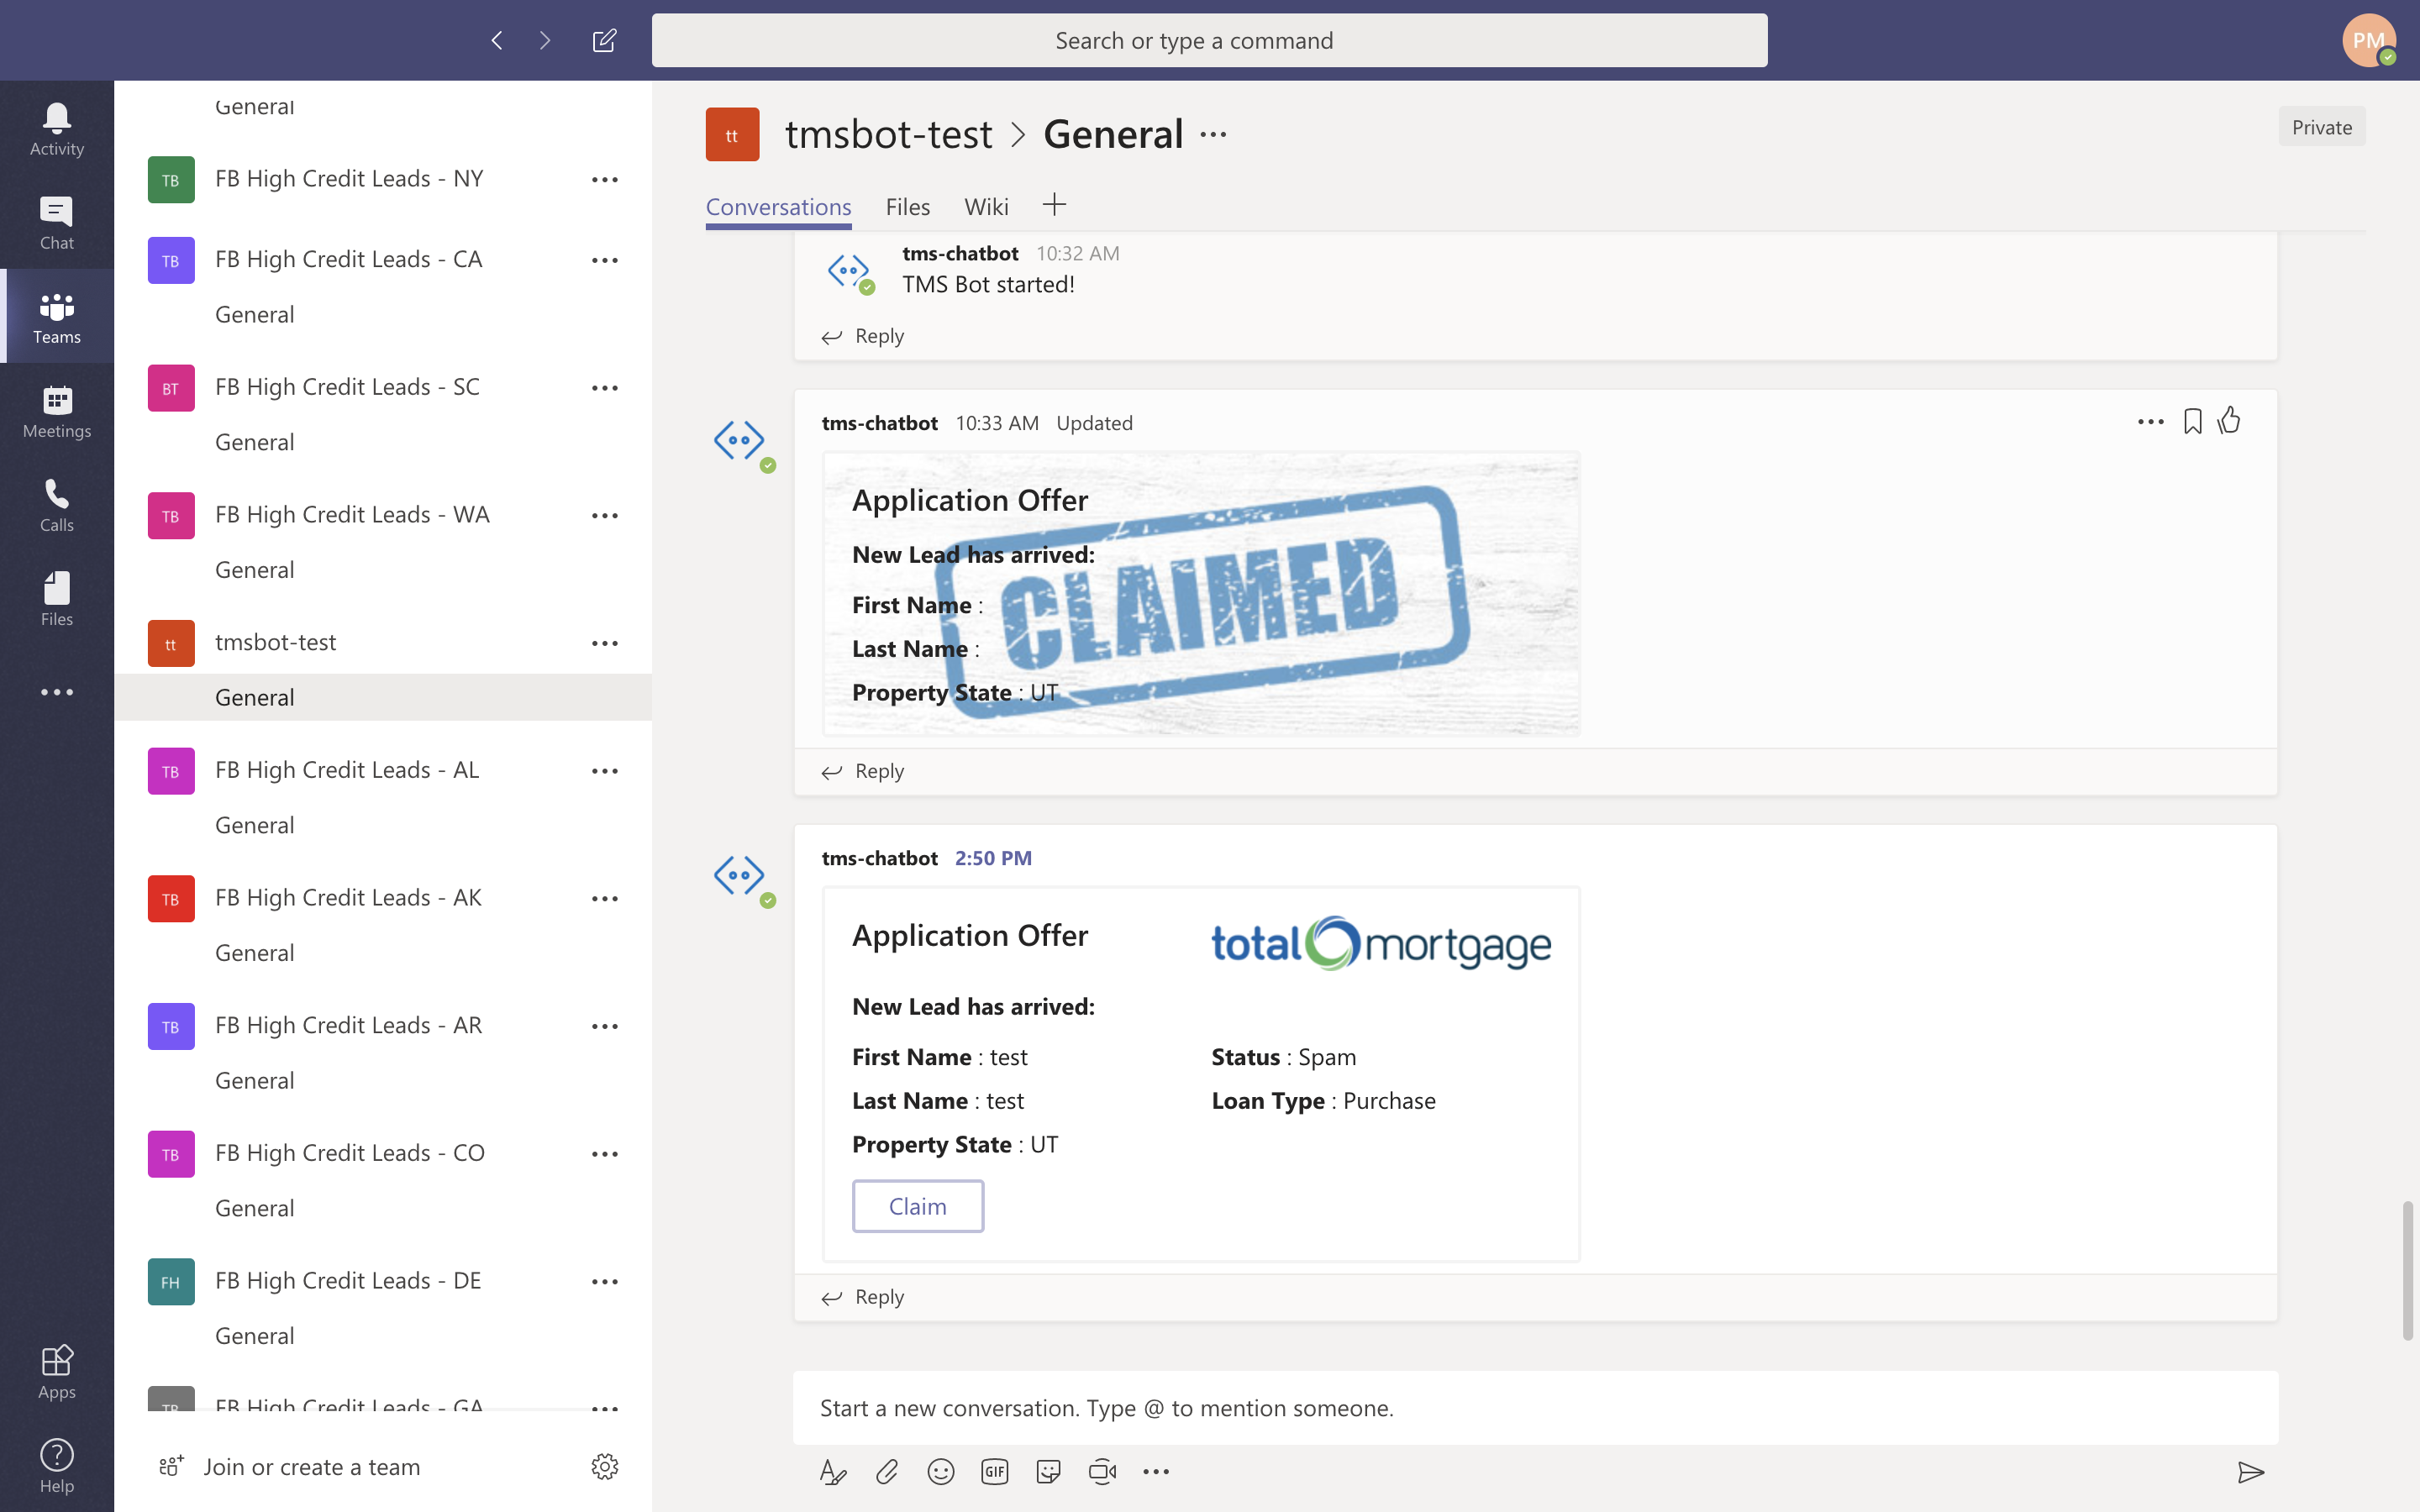 Search or type a command
PM
Activity
Chat
Teams
Meetings
Calls
Files
Apps
Help
General
TB FB High Credit Leads - NY
TB FB High Credit Leads - CA
General
BT FB High Credit Leads - SC
General
TB FB High Credit Leads - WA
General
tt tmsbot-test
General
TB FB High Credit Leads - AL
General
TB FB High Credit Leads - AK
General
TB FB High Credit Leads - AR
General
TB FB High Credit Leads - CO
General
FH FB High Credit Leads - DE
General
TB FB High Credit Leads - GA
Join or create a team
tt tmsbot-test > General ...
Private
Conversations Files Wiki +
tms-chatbot 10:32 AM
TMS Bot started!
Reply
tms-chatbot 10:33 AM Updated
Application Offer
New Lead has arrived:
First Name :
Last Name :
Property State : UT
CLAIMED
Reply
tms-chatbot 2:50 PM
Application Offer
total mortgage
New Lead has arrived:
First Name : test Status : Spam
Last Name : test Loan Type : Purchase
Property State : UT
Claim
Reply
Start a new conversation. Type @ to mention someone.
GIF